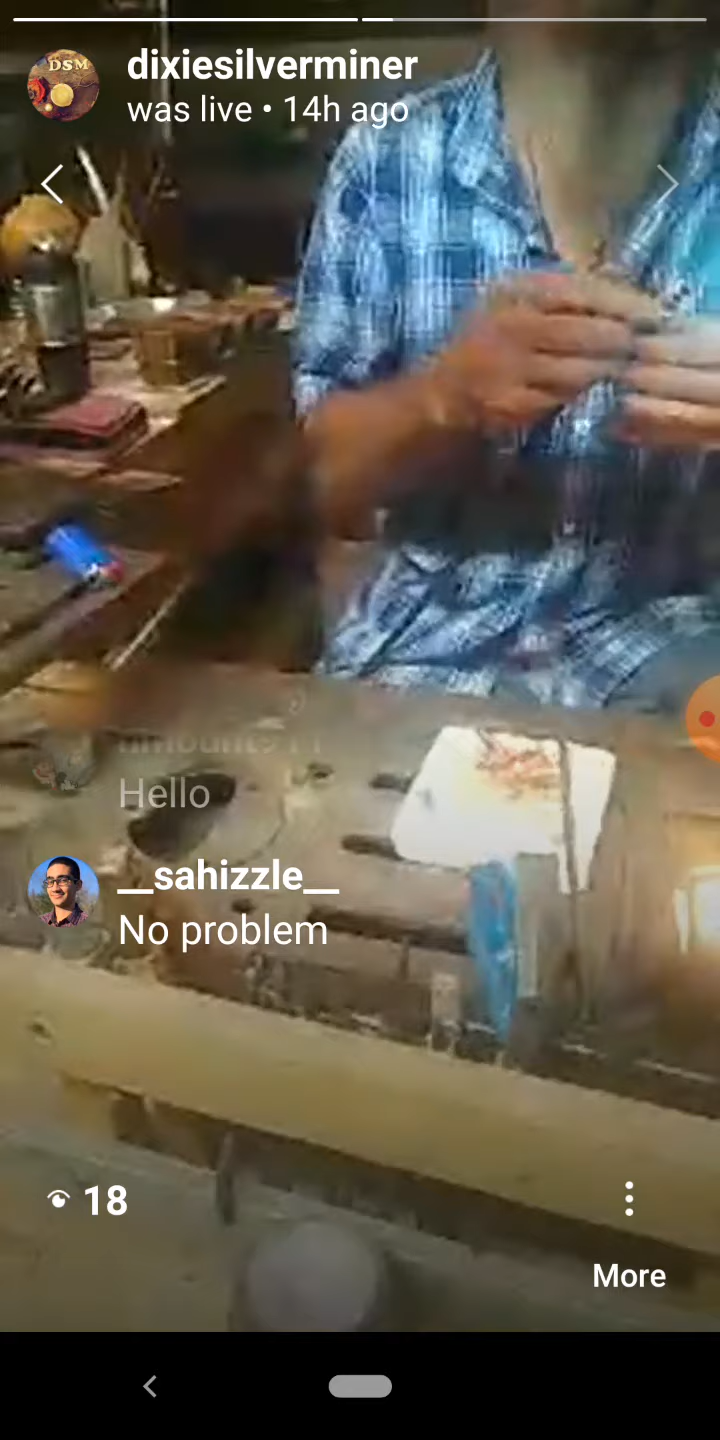 DSM
dixiesilverminer
was live • 14h ago
Hello
__sahizzle__
No problem
18
More